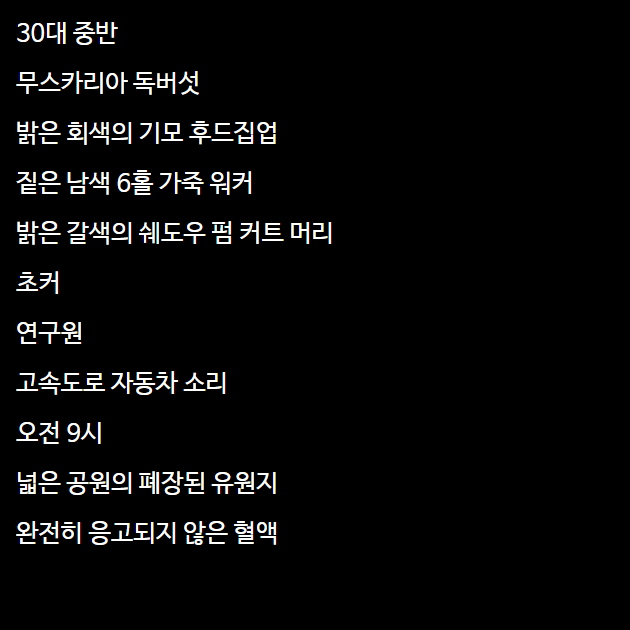 30대 중반
무스카리아 독버섯
밝은 회색의 기모 후드집업
짙은 남색 6홀 가죽 워커
밝은 갈색의 쉐도우 펌 커트 머리
초커
연구원
고속도로 자동차 소리
오전 9시
넓은 공원의 폐장된 유원지
완전히 응고되지 않은 혈액